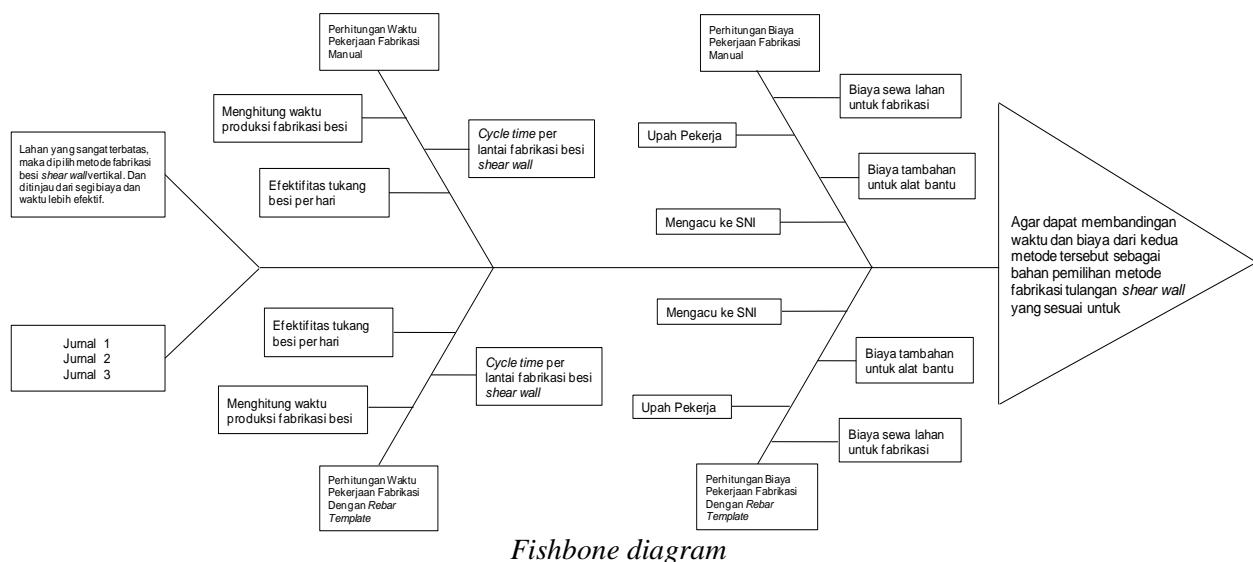 Perhitungan Waktu
Pekerjaan Fabrikasi
Manual
Menghitung waktu
produksi fabrikasi besi
Cycle time per
lantai fabrikasi besi
shear wall
Efektifitas tukang
besi per hari
Lahan yang sangat terbatas,
maka dipilih metode fabrikasi
besi shear wall vertikal. Dan
ditinjau dari segi biaya dan
waktu lebih efektif.
Perhitungan Biaya
Pekerjaan Fabrikasi
Manual
Biaya sewa lahan
untuk fabrikasi
Upah Pekerja
Biaya tambahan
untuk alat bantu
Mengacu ke SNI
Agar dapat membandingan
waktu dan biaya dari kedua
metode tersebut sebagai
bahan pemilihan metode
fabrikasi tulangan shear wall
yang sesuai untuk
Jurnal 1
Jurnal 2
Jurnal 3
Efektifitas tukang
besi per hari
Cycle time per
lantai fabrikasi besi
shear wall
Menghitung waktu
produksi fabrikasi besi
Perhitungan Waktu
Pekerjaan Fabrikasi
Dengan Rebar
Template
Mengacu ke SNI
Biaya tambahan
untuk alat bantu
Upah Pekerja
Biaya sewa lahan
untuk fabrikasi
Perhitungan Biaya
Pekerjaan Fabrikasi
Dengan Rebar
Template
Fishbone diagram